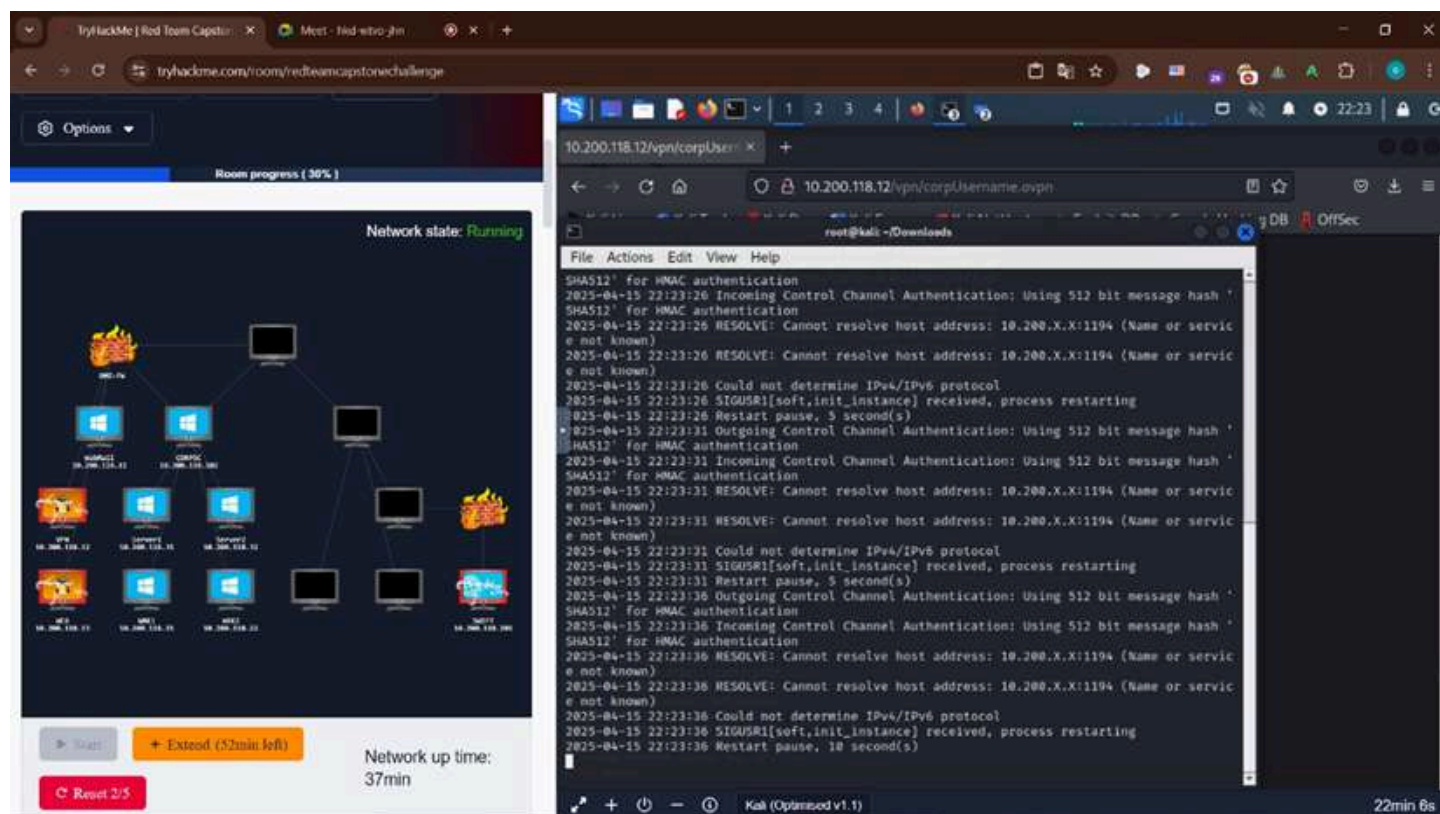 TryHackMe | Red Team Capstone
Meet - 
tryhackme.com/room/redteamcapstonechallenge
Options
Room progress ( 30% )
Network state: Running
VPN
10.200.118.12
Server1
Server2
Start
+ Extend (52min left)
Network up time:
37min
Reset 2/5
1 2 3 4
22:23
10.200.118.12/vpn/corpUsern
10.200.118.12/vpn/corpUsername.ovpn
DB OffSec
root@kali: ~/Downloads
File Actions Edit View Help
SHA512' for HMAC authentication
2025-04-15 22:23:26 Incoming Control Channel Authentication: Using 512 bit message hash '
SHA512' for HMAC authentication
2025-04-15 22:23:26 RESOLVE: Cannot resolve host address: 10.200.X.X:1194 (Name or servic
e not known)
2025-04-15 22:23:26 RESOLVE: Cannot resolve host address: 10.200.X.X:1194 (Name or servic
e not known)
2025-04-15 22:23:26 Could not determine IPv4/IPv6 protocol
2025-04-15 22:23:26 SIGUSR1[soft,init_instance] received, process restarting
2025-04-15 22:23:26 Restart pause, 5 second(s)
2025-04-15 22:23:31 Outgoing Control Channel Authentication: Using 512 bit message hash '
SHA512' for HMAC authentication
2025-04-15 22:23:31 Incoming Control Channel Authentication: Using 512 bit message hash '
SHA512' for HMAC authentication
2025-04-15 22:23:31 RESOLVE: Cannot resolve host address: 10.200.X.X:1194 (Name or servic
e not known)
2025-04-15 22:23:31 RESOLVE: Cannot resolve host address: 10.200.X.X:1194 (Name or servic
e not known)
2025-04-15 22:23:31 Could not determine IPv4/IPv6 protocol
2025-04-15 22:23:31 SIGUSR1[soft,init_instance] received, process restarting
2025-04-15 22:23:31 Restart pause, 5 second(s)
2025-04-15 22:23:36 Outgoing Control Channel Authentication: Using 512 bit message hash '
SHA512' for HMAC authentication
2025-04-15 22:23:36 Incoming Control Channel Authentication: Using 512 bit message hash '
SHA512' for HMAC authentication
2025-04-15 22:23:36 RESOLVE: Cannot resolve host address: 10.200.X.X:1194 (Name or servic
e not known)
2025-04-15 22:23:36 RESOLVE: Cannot resolve host address: 10.200.X.X:1194 (Name or servic
e not known)
2025-04-15 22:23:36 Could not determine IPv4/IPv6 protocol
2025-04-15 22:23:36 SIGUSR1[soft,init_instance] received, process restarting
2025-04-15 22:23:36 Restart pause, 10 second(s)
Kali (Optimised v1.1)
22min 6s